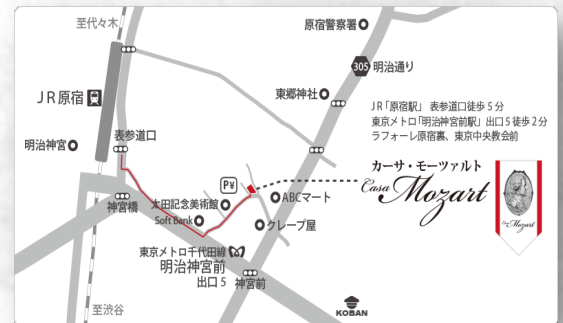 至代々木
原宿警察署
305 明治通り
JR原宿
東郷神社
JR「原宿駅」 表参道口徒歩5分
東京メトロ「明治神宮前駅」出口5徒歩2分
ラフォーレ原宿裏、東京中央教会前
明治神宮
表参道口
カーサ・モーツァルト
Casa Mozart
P¥
神宮橋
太田記念美術館
ABCマート
Soft Bank
クレープ屋
東京メトロ千代田線
明治神宮前
出口5
神宮前
至渋谷
KOBAN
Casa Mozart